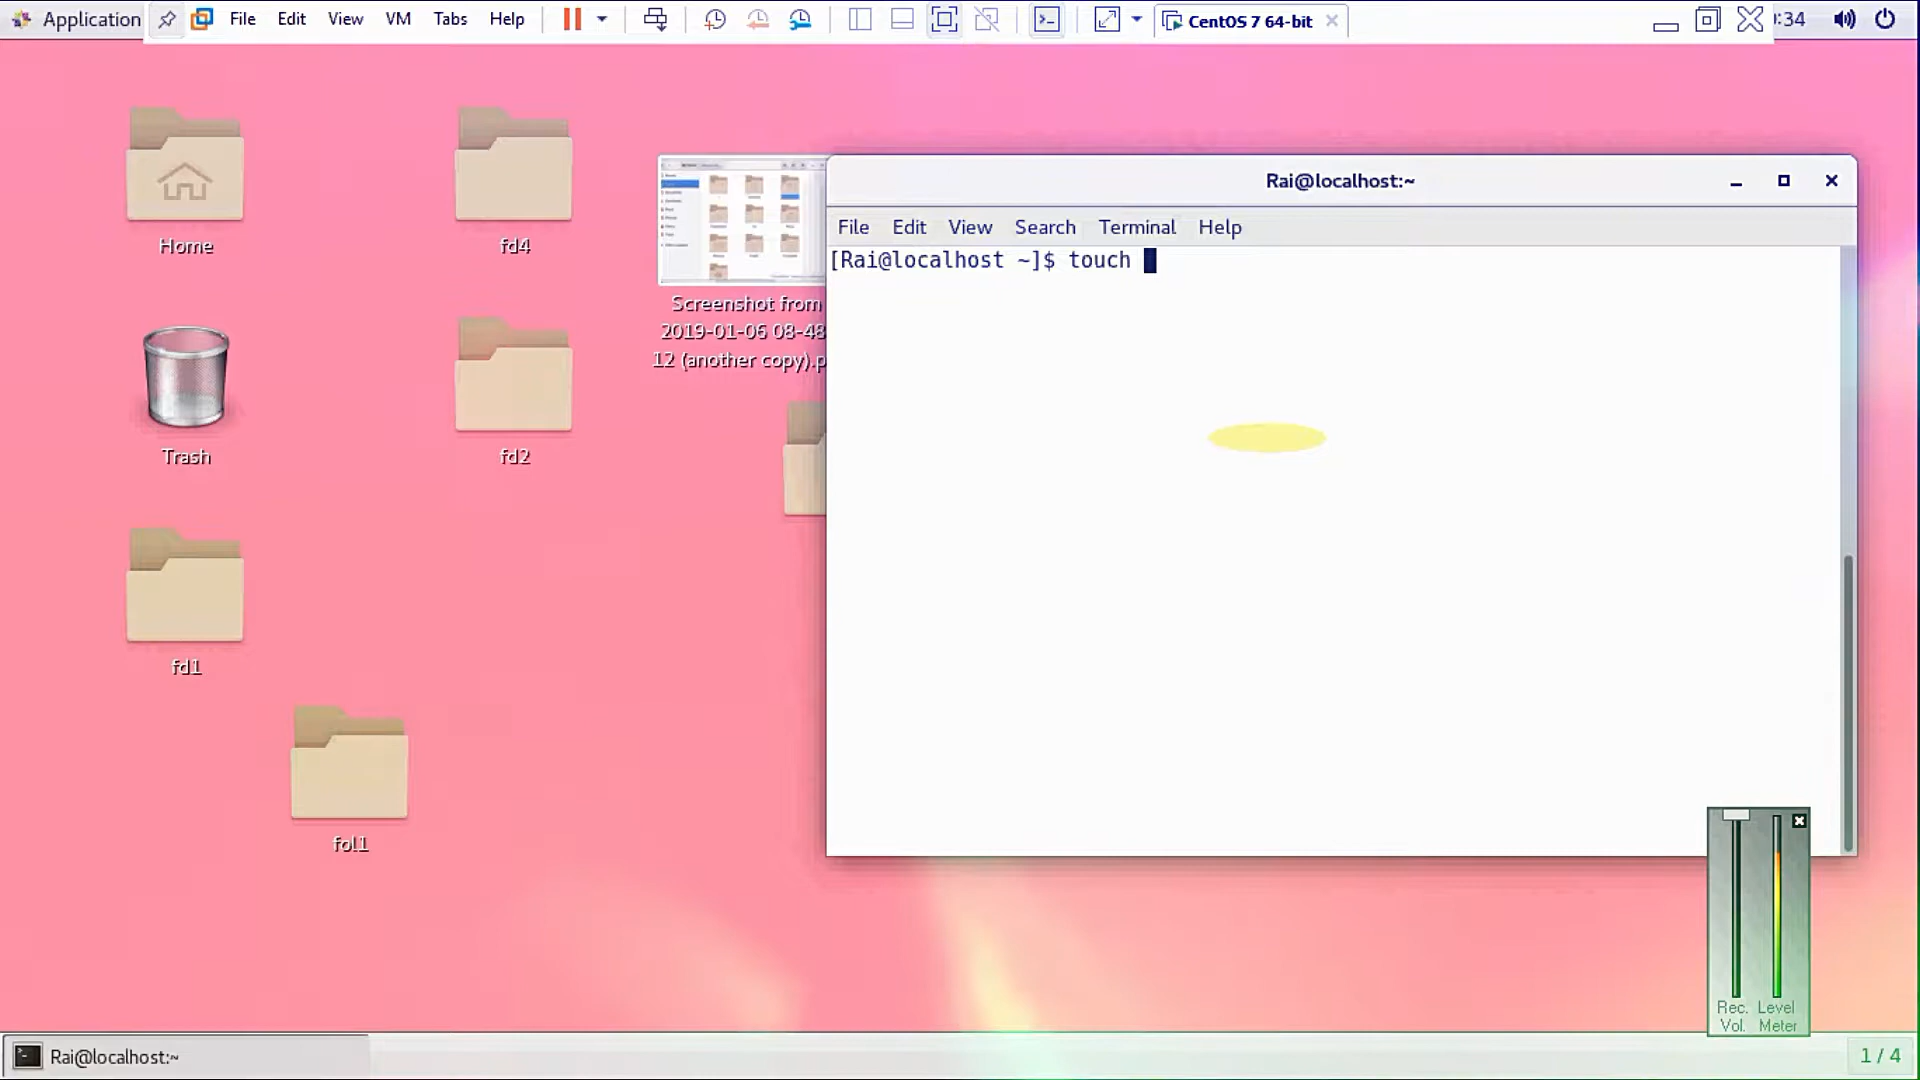 Application
File Edit View VM Tabs Help
CentOS 7 64-bit
:34
Home
fd4
Screenshot from
2019-01-06 08-48
12 (another copy).p
Trash
fd2
fd1
fol1
Rai@localhost:~
File Edit View Search Terminal Help
[Rai@localhost ~]$ touch
Rec. Level
Vol. Meter
Rai@localhost:~
1 / 4